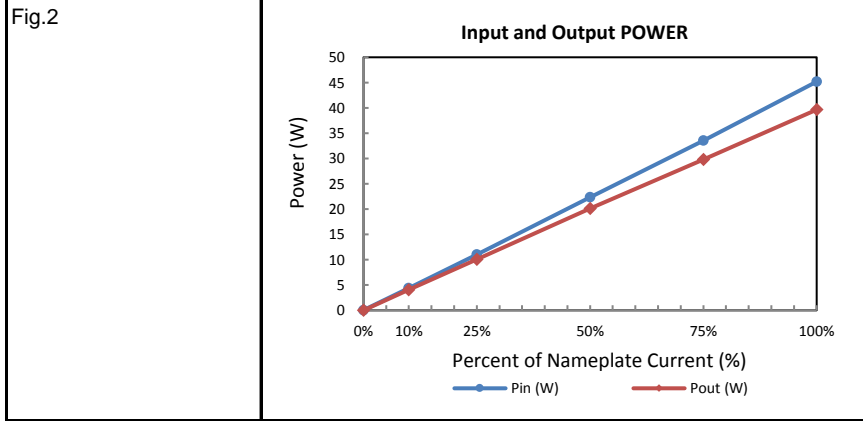 Fig.2
Input and Output POWER
50
45
40
35
30
25
20
15
10
5
0
Power (W)
0% 10% 25% 50% 75% 100%
Percent of Nameplate Current (%)
Pin (W) Pout (W)